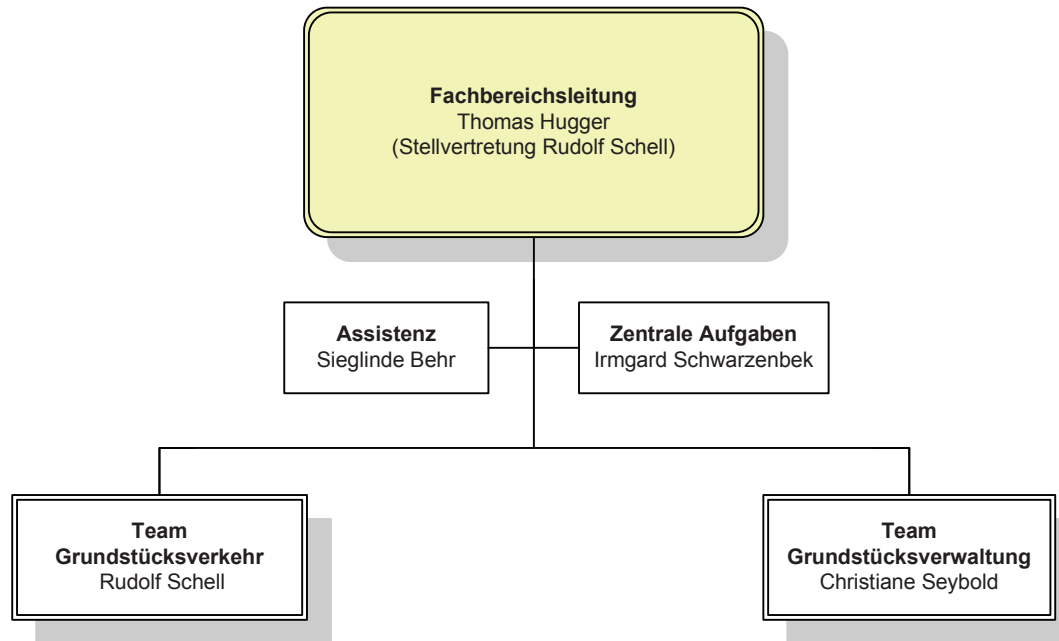 Fachbereichsleitung
Thomas Hugger
(Stellvertretung Rudolf Schell)
Assistenz
Sieglinde Behr
Zentrale Aufgaben
Irmgard Schwarzenbek
Team
Grundstücksverkehr
Rudolf Schell
Team
Grundstücksverwaltung
Christiane Seybold